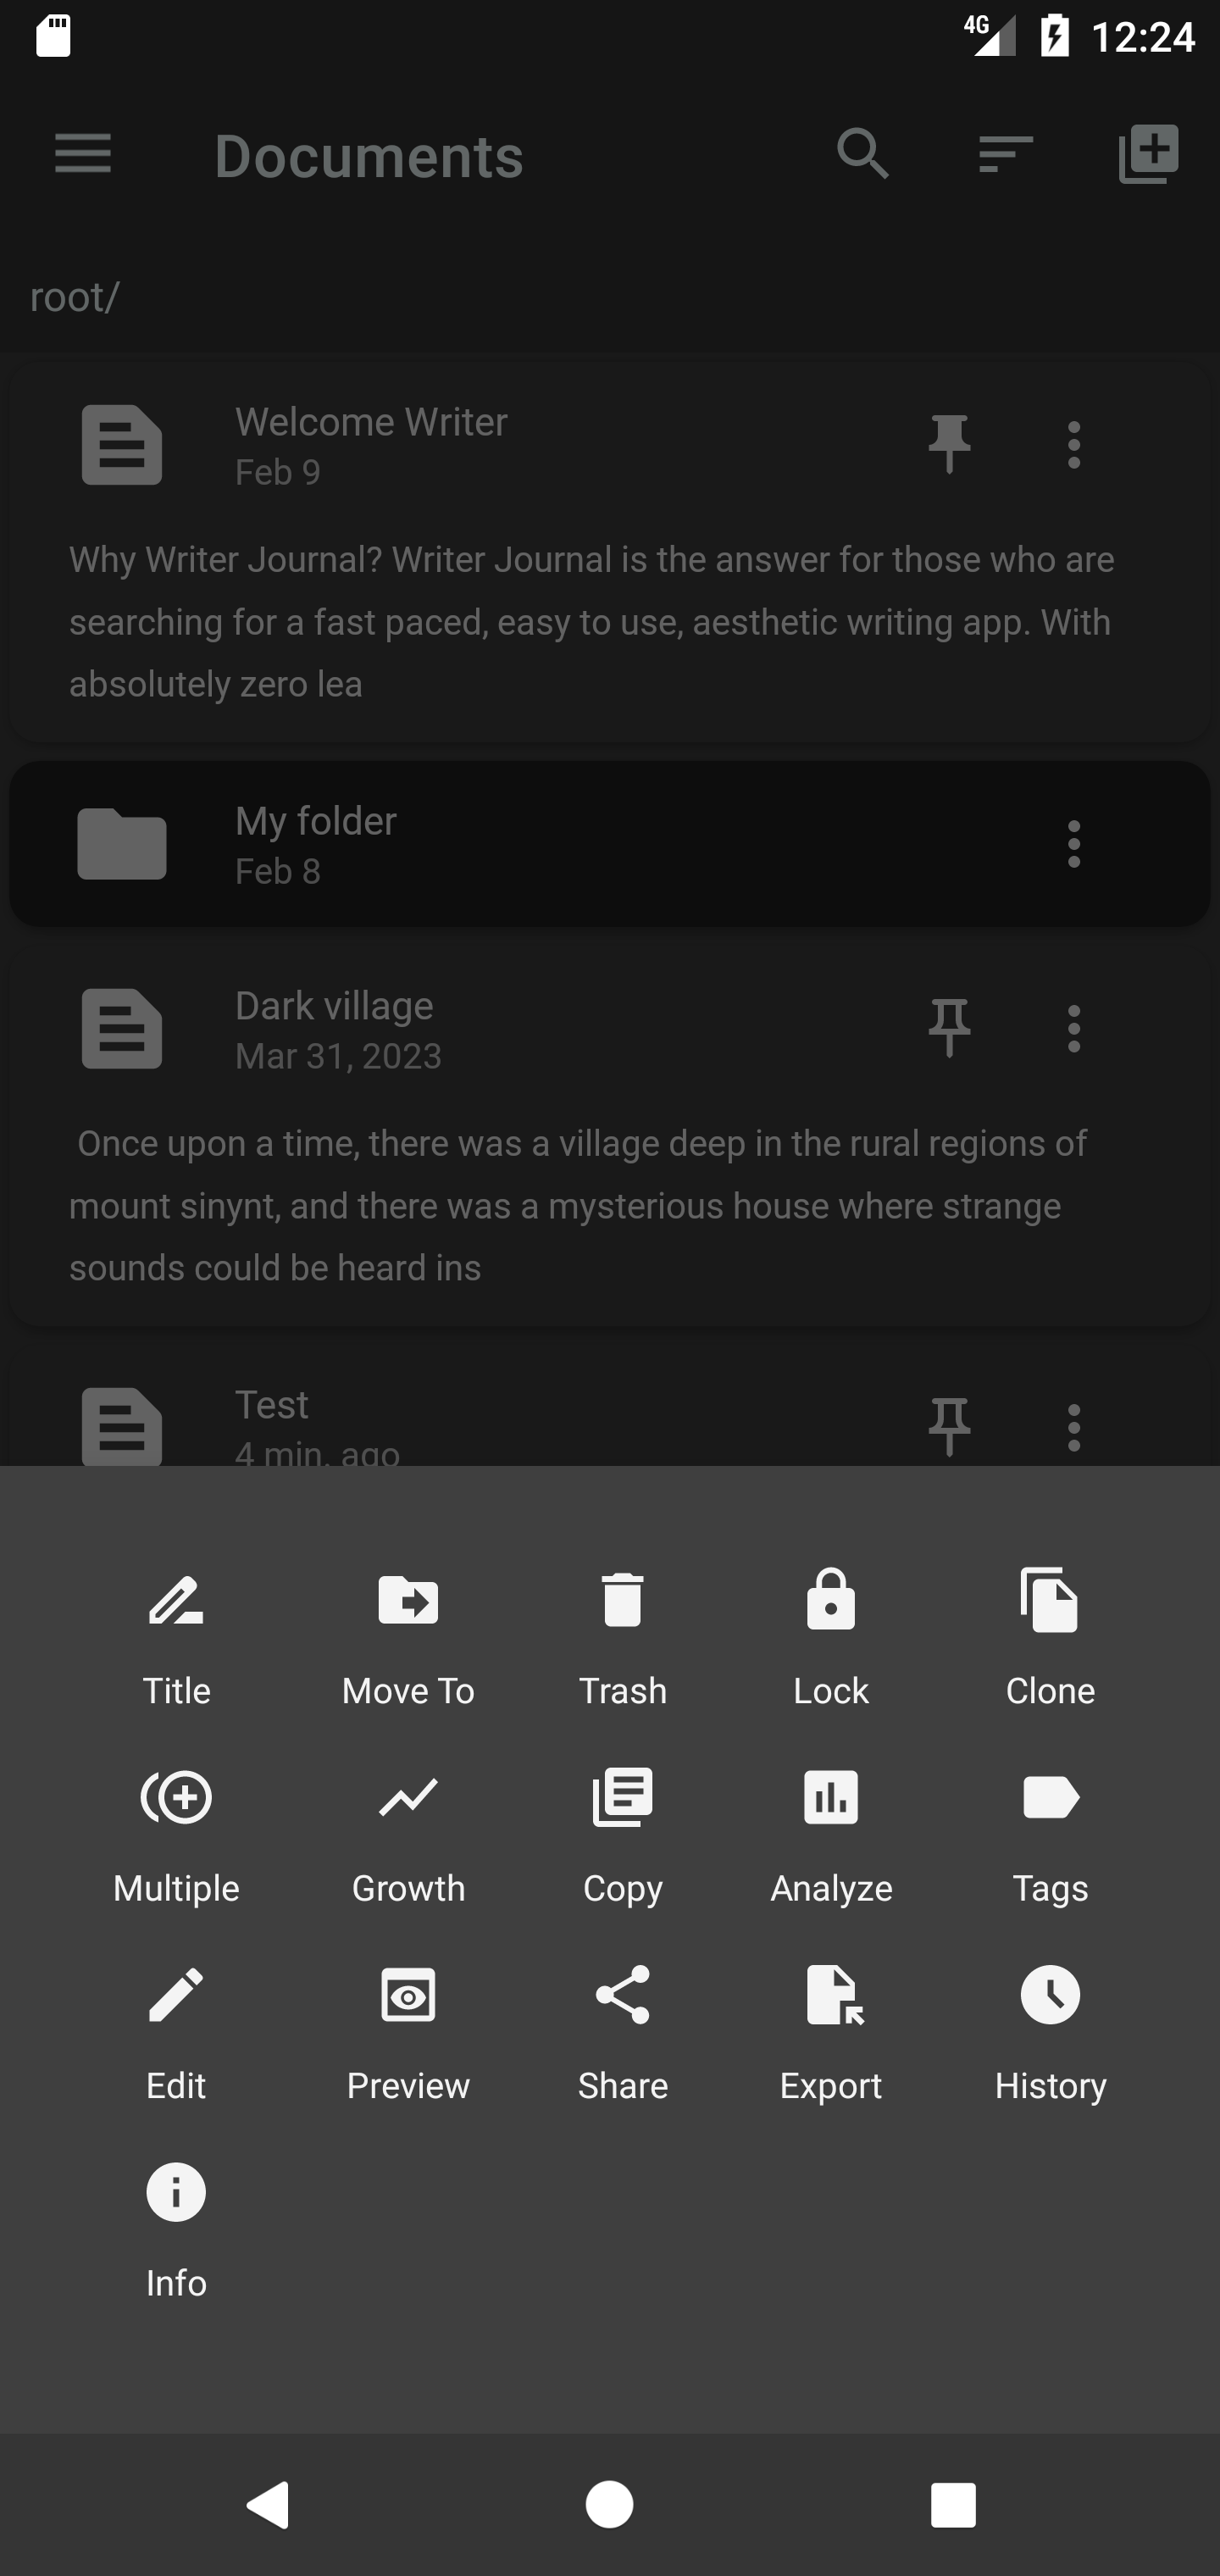 4G 12:24
Documents
root/
Welcome Writer
Feb 9
Why Writer Journal? Writer Journal is the answer for those who are
searching for a fast paced, easy to use, aesthetic writing app. With
absolutely zero lea
My folder
Feb 8
Dark village
Mar 31, 2023
Once upon a time, there was a village deep in the rural regions of
mount sinynt, and there was a mysterious house where strange
sounds could be heard ins
Test
4 min. ago
Title Move To Trash Lock Clone
Multiple Growth Copy Analyze Tags
Edit Preview Share Export History
Info